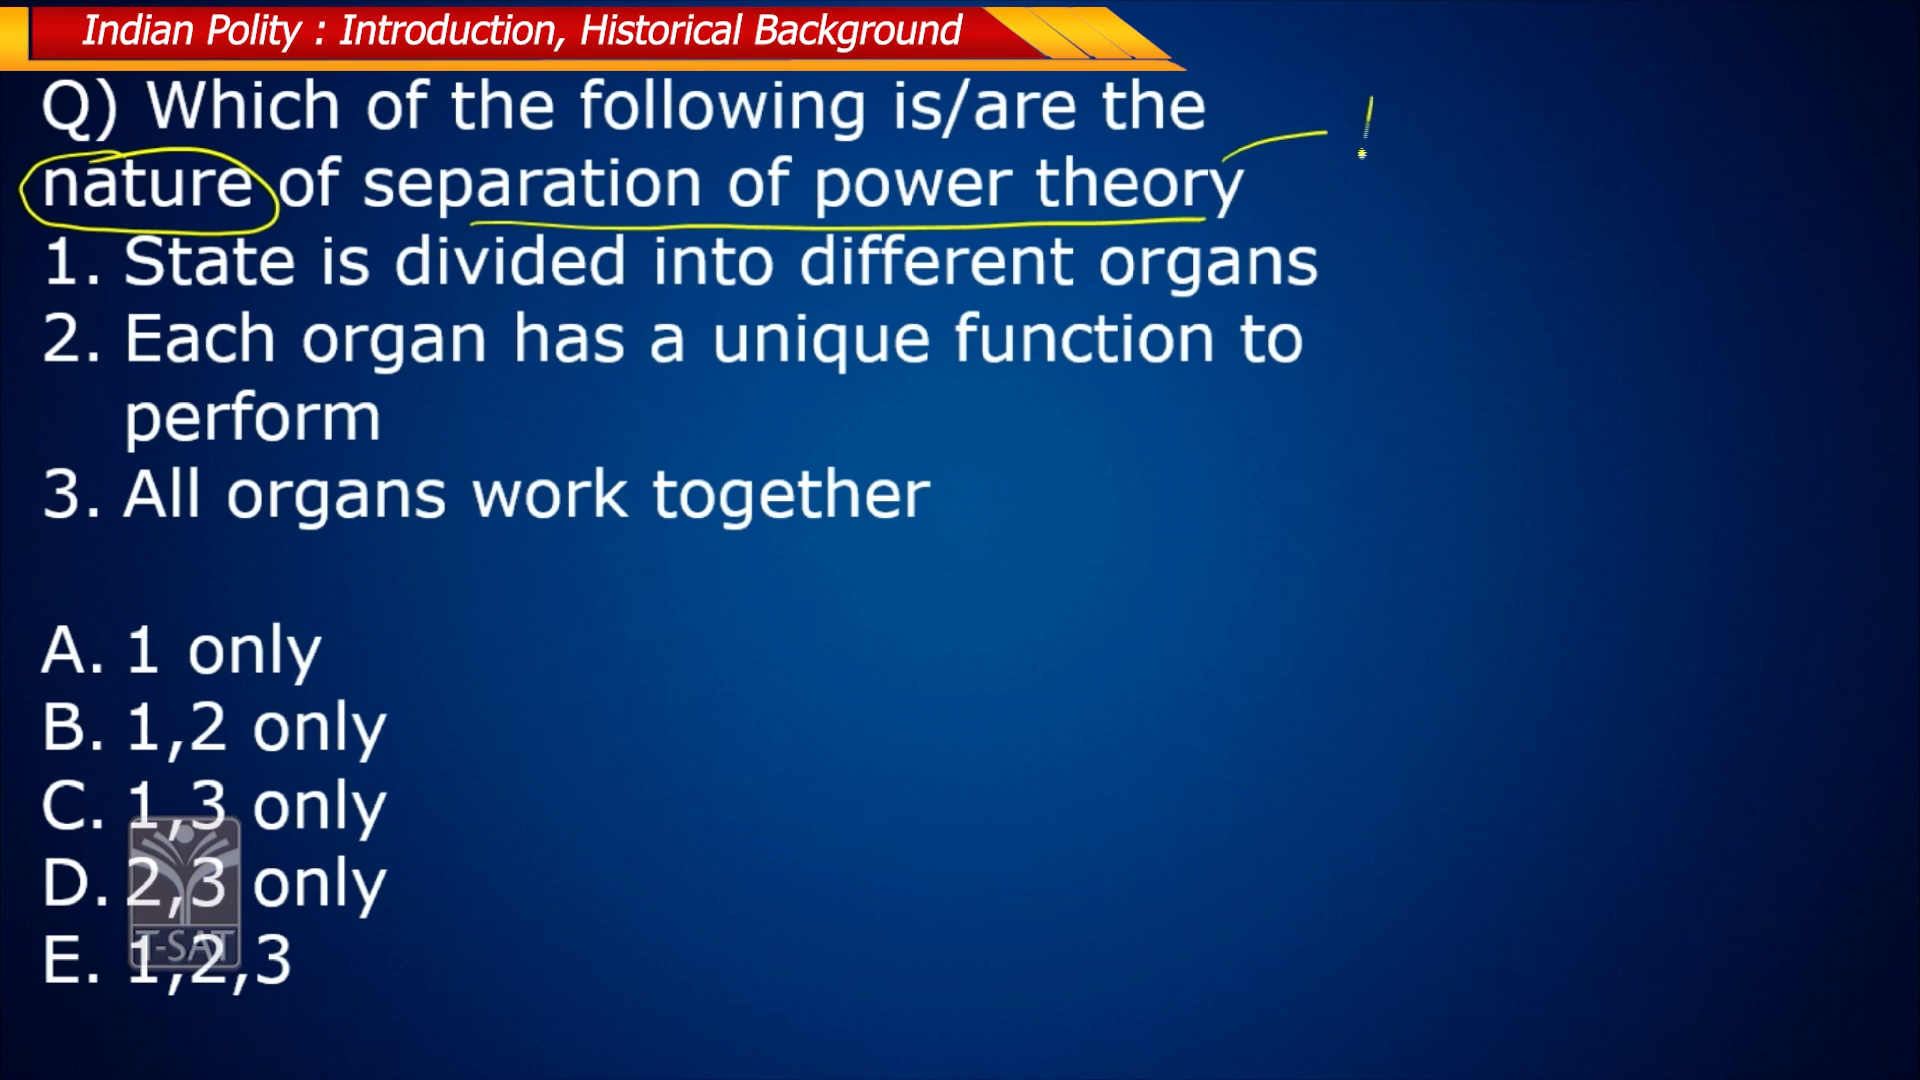 Indian Polity : Introduction, Historical Background
Q) Which of the following is/are the
nature of separation of power theory
1. State is divided into different organs
2. Each organ has a unique function to
perform
3. All organs work together
A. 1 only
B. 1,2 only
C. 1,3 only
D. 2,3 only
E. 1,2,3
T-SAT